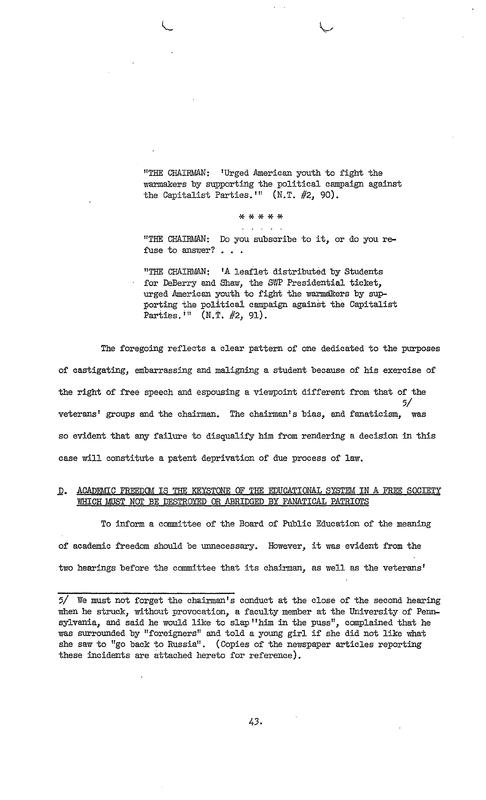 "THE CHAIRMAN: 'Urged American youth to fight the
warmakers by supporting the political campaign against
the Capitalist Parties.'" (N.T. #2, 90).
* * * * *
. . . . .
"THE CHAIRMAN: Do you subscribe to it, or do you re-
fuse to answer? . . .
"THE CHAIRMAN: 'A leaflet distributed by Students
for DeBerry and Shaw, the SWP Presidential ticket,
urged American youth to fight the warmakers by sup-
porting the political campaign against the Capitalist
Parties.'" (N.T. #2, 91).
The foregoing reflects a clear pattern of one dedicated to the purposes
of castigating, embarrassing and maligning a student because of his exercise of
the right of free speech and espousing a viewpoint different from that of the
5/
veterans' groups and the chairman. The chairman's bias, and fanaticism, was
so evident that any failure to disqualify him from rendering a decision in this
case will constitute a patent deprivation of due process of law.
D. ACADEMIC FREEDOM IS THE KEYSTONE OF THE EDUCATIONAL SYSTEM IN A FREE SOCIETY
WHICH MUST NOT BE DESTROYED OR ABRIDGED BY FANATICAL PATRIOTS
To inform a committee of the Board of Public Education of the meaning
of academic freedom should be unnecessary. However, it was evident from the
two hearings before the committee that its chairman, as well as the veterans'
5/ We must not forget the chairman's conduct at the close of the second hearing
when he struck, without provocation, a faculty member at the University of Penn-
sylvania, and said he would like to slap "him in the puss", complained that he
was surrounded by "foreigners" and told a young girl if she did not like what
she saw to "go back to Russia". (Copies of the newspaper articles reporting
these incidents are attached hereto for reference).
43.